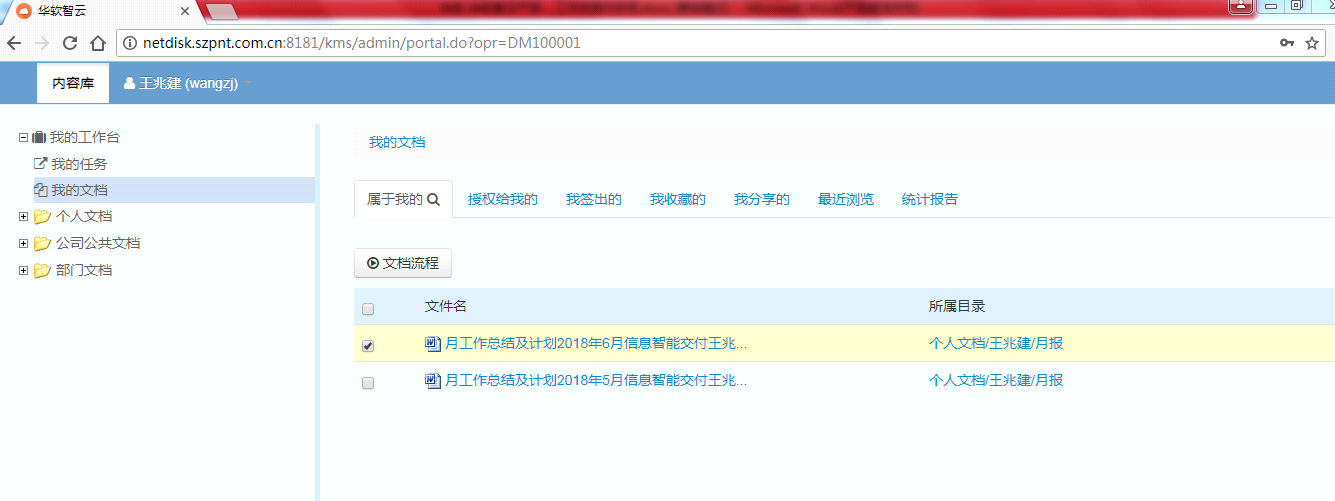 华软智云
netdisk.szpnt.com.cn:8181/kms/admin/portal.do?opr=DM100001
内容库 王兆建 (wangzj)
我的工作台
我的任务
我的文档
个人文档
公司公共文档
部门文档
我的文档
属于我的 授权给我的 我签出的 我收藏的 我分享的 最近浏览 统计报告
文档流程
文件名 所属目录
月工作总结及计划2018年6月信息智能交付王兆... 个人文档/王兆建/月报
月工作总结及计划2018年5月信息智能交付王兆... 个人文档/王兆建/月报